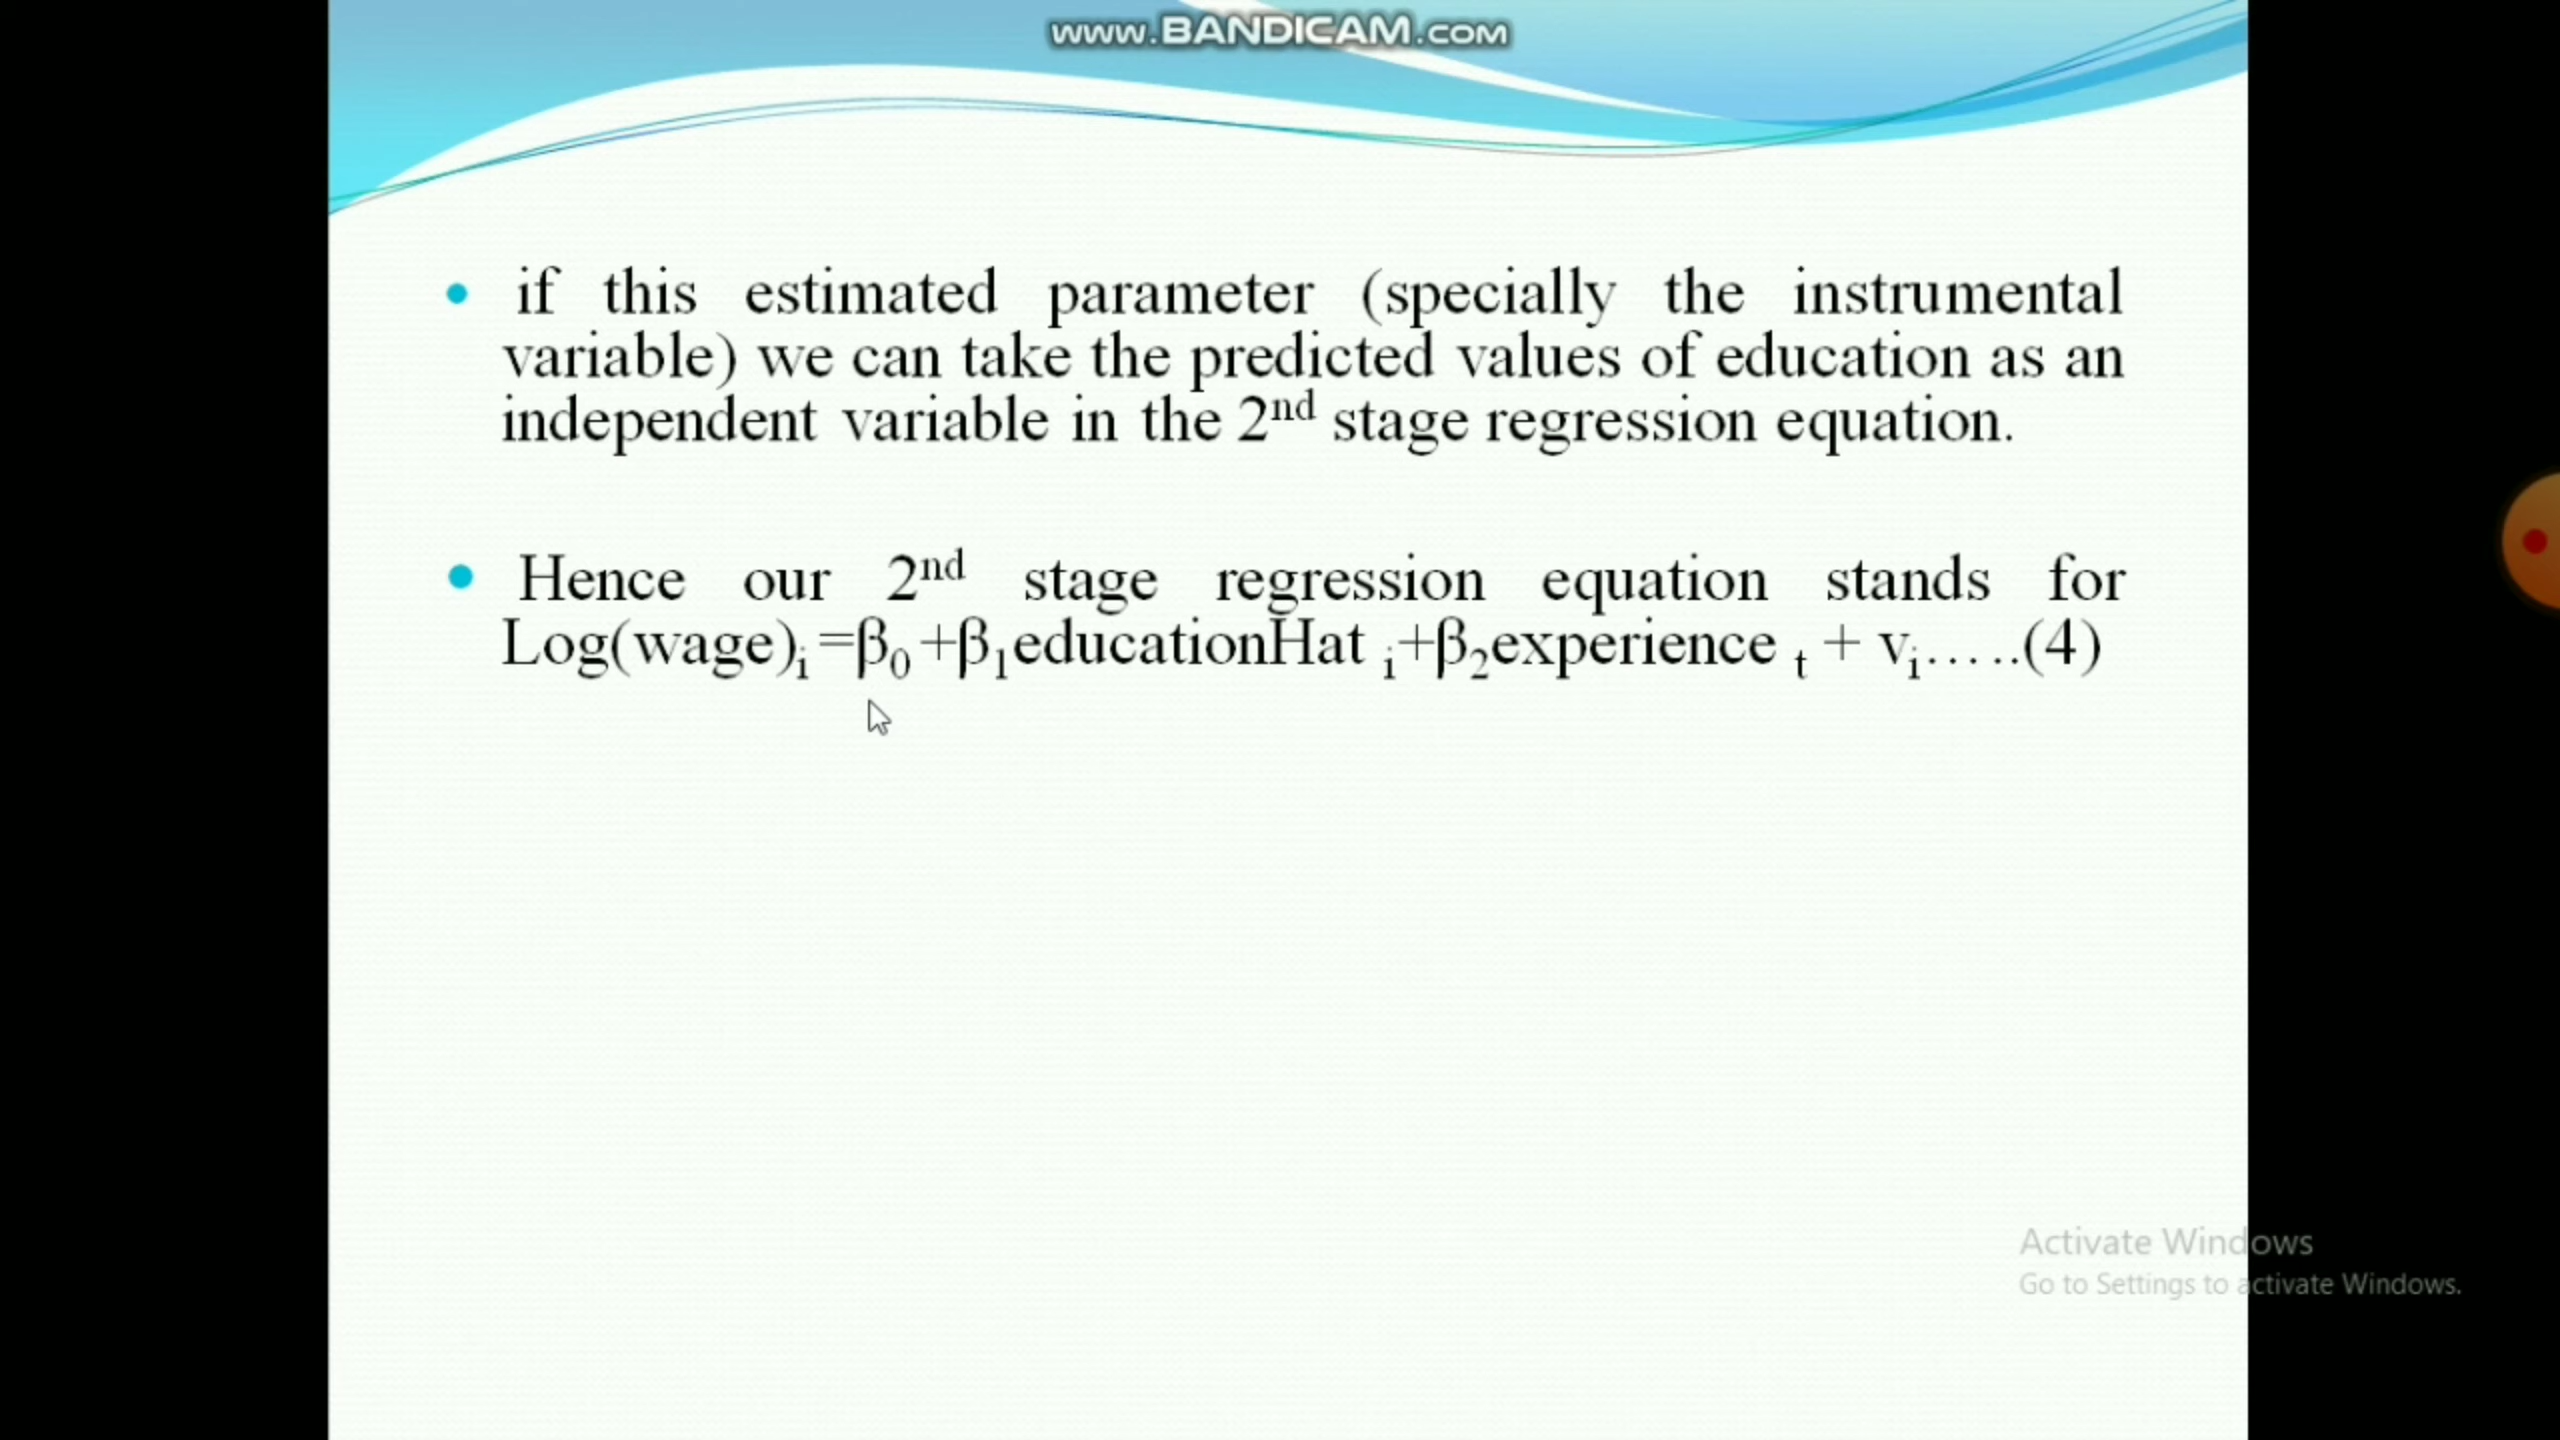 www.BANDICAM.com
• if this estimated parameter (specially the instrumental
variable) we can take the predicted values of education as an
independent variable in the 2nd stage regression equation.
• Hence our 2nd stage regression equation stands for
Log(wage)i =β0 +β1educationHat i+β2experience t + vi.....(4)
Activate Windows
Go to Settings to activate Windows.